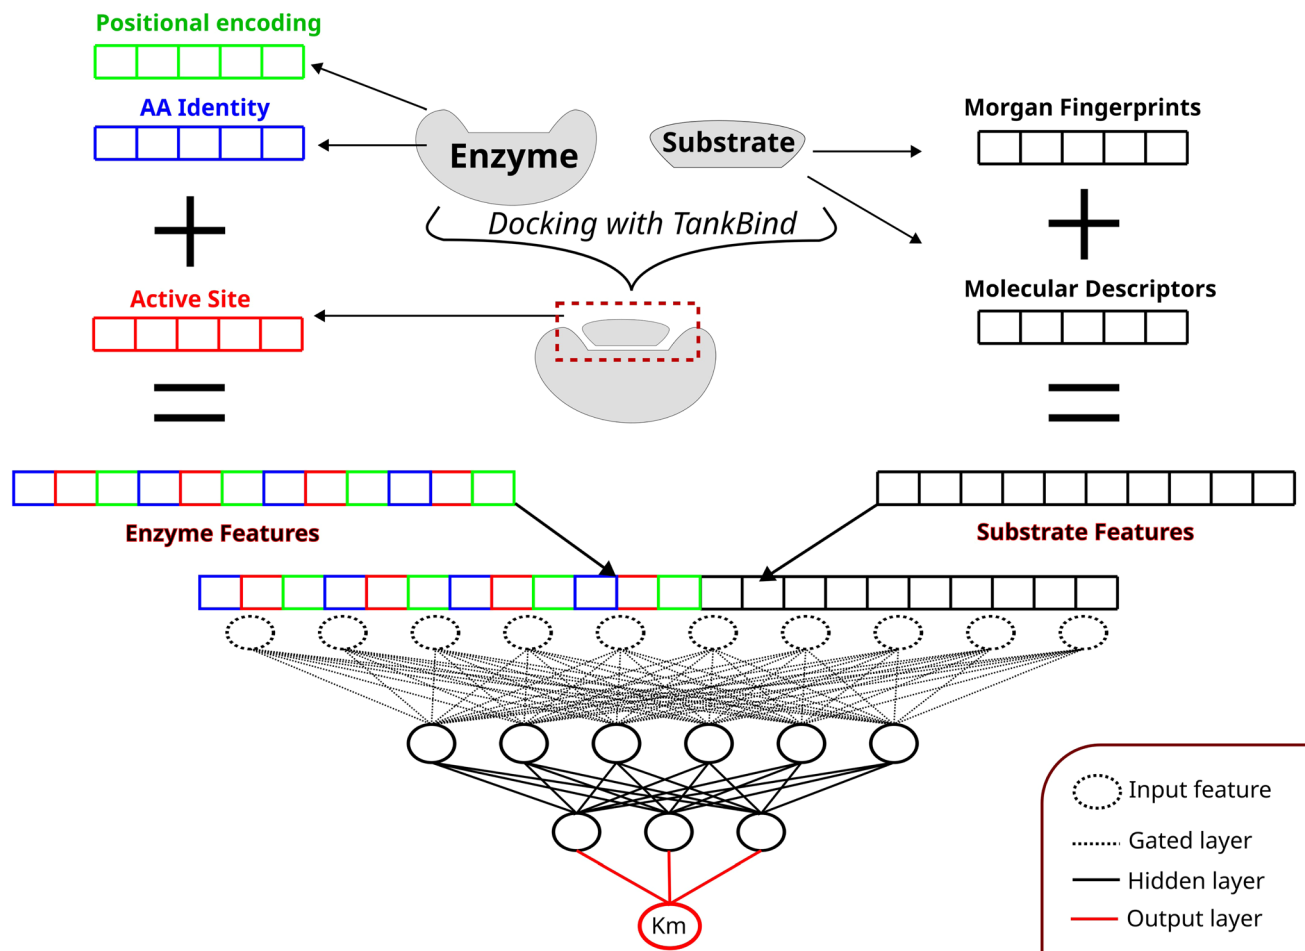 Positional encoding
AA Identity
Enzyme
Substrate
Morgan Fingerprints
Docking with TankBind
Active Site
Molecular Descriptors
Enzyme Features
Substrate Features
Input feature
Gated layer
Hidden layer
Output layer
Km